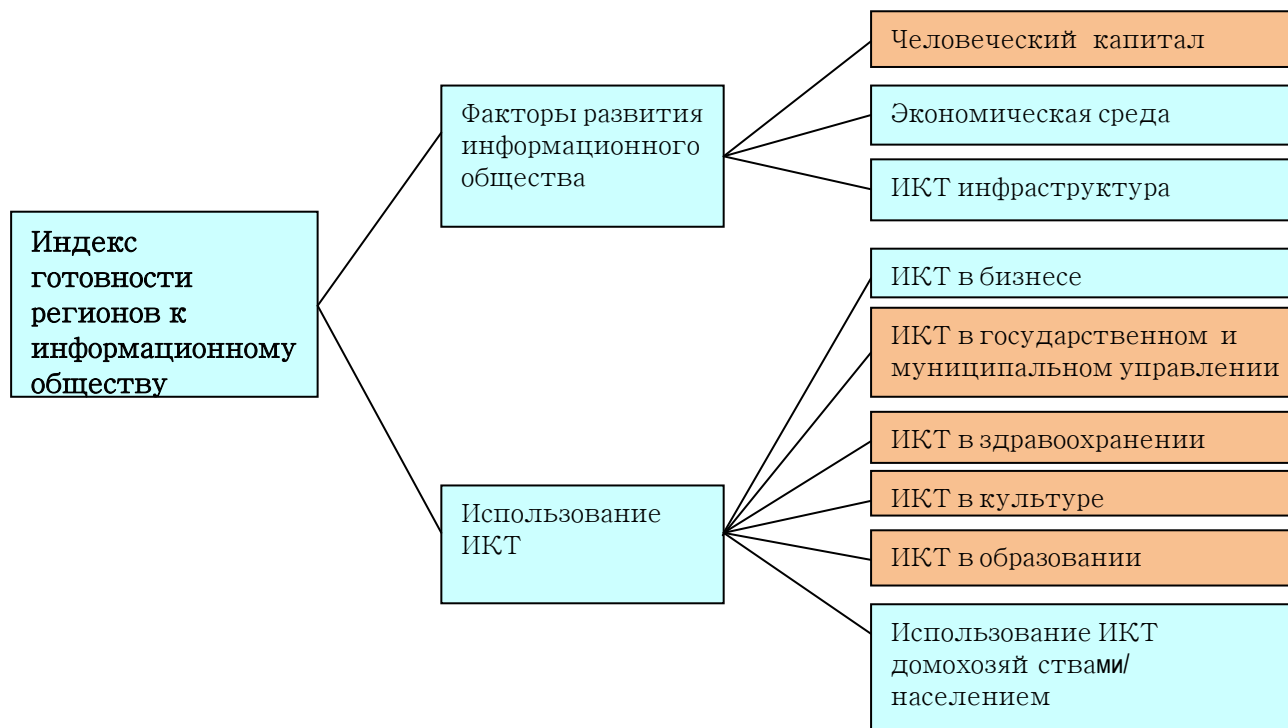 Индекс
готовности
регионов к
информационному
обществу
Факторы развития
информационного
общества
Человеческий капитал
Экономическая среда
ИКТ инфраструктура
Использование
ИКТ
ИКТ в бизнесе
ИКТ в государственном и
муниципальном управлении
ИКТ в здравоохранении
ИКТ в культуре
ИКТ в образовании
Использование ИКТ
домохозяй ствами/
населением